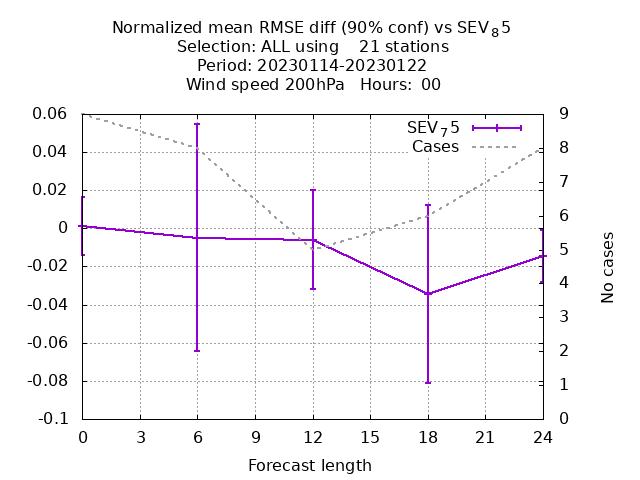 Normalized mean RMSE diff (90% conf) vs SEV₈5
Selection: ALL using    21 stations
Period: 20230114-20230122
Wind speed 200hPa   Hours:  00
SEV₇5
Cases
0.06
0.04
0.02
0
-0.02
-0.04
-0.06
-0.08
-0.1
9
8
7
6
5
4
3
2
1
0
No cases
0 3 6 9 12 15 18 21 24
Forecast length